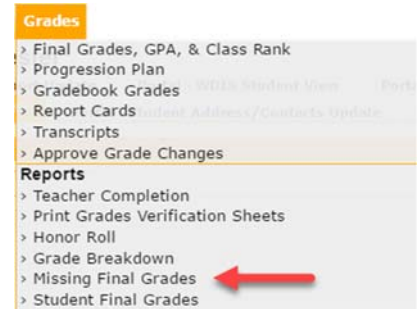 Grades
› Final Grades, GPA, & Class Rank
› Progression Plan
› Gradebook Grades
› Report Cards
› Transcripts
› Approve Grade Changes
Reports
› Teacher Completion
› Print Grades Verification Sheets
› Honor Roll
› Grade Breakdown
› Missing Final Grades
› Student Final Grades